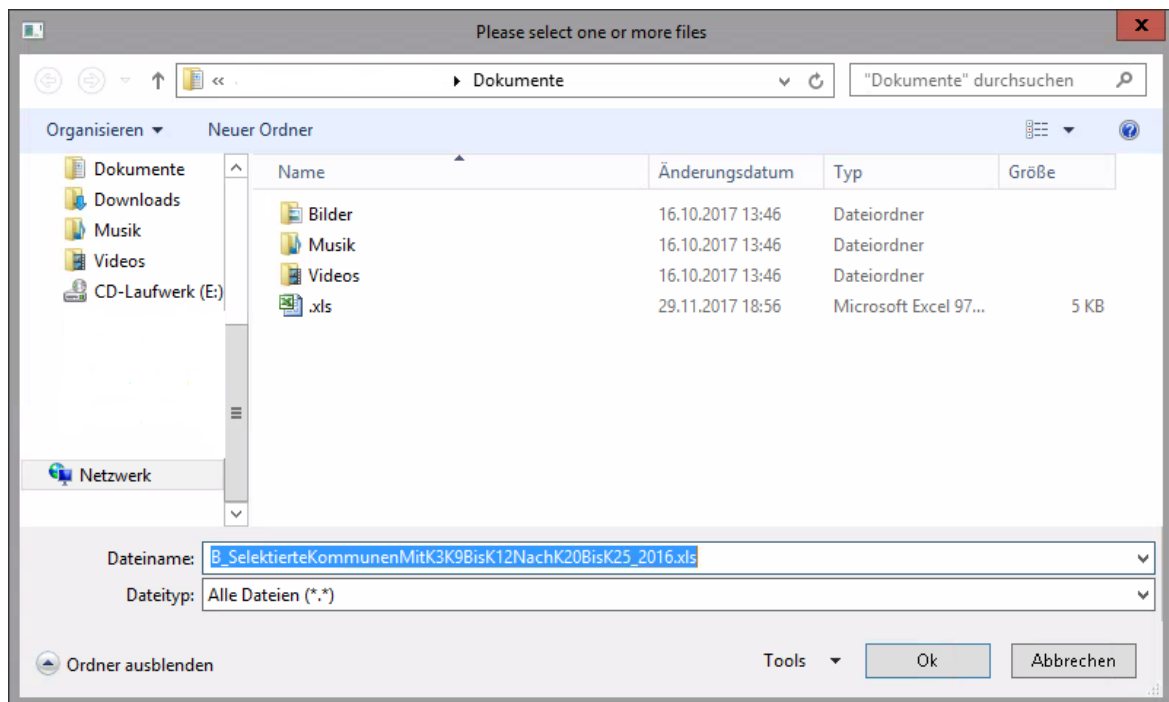 Please select one or more files
x
« Dokumente "Dokumente" durchsuchen
Organisieren Neuer Ordner
Dokumente
Downloads
Musik
Videos
CD-Laufwerk (E:)
Netzwerk
Name Änderungsdatum Typ Größe
Bilder 16.10.2017 13:46 Dateiordner
Musik 16.10.2017 13:46 Dateiordner
Videos 16.10.2017 13:46 Dateiordner
.xls 29.11.2017 18:56 Microsoft Excel 97... 5 KB
Dateiname: B_SelektierteKommunenMitK3K9BisK12NachK20BisK25_2016.xls
Dateityp: Alle Dateien (*.*)
Ordner ausblenden Tools Ok Abbrechen